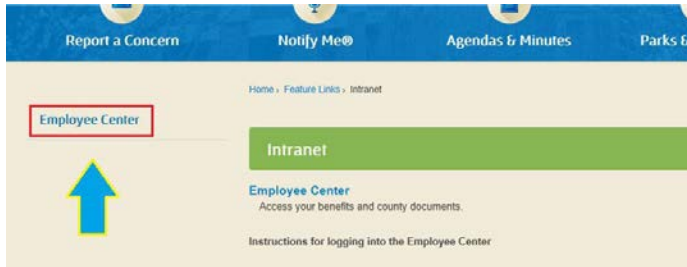 Report a Concern
Notify Me®
Agendas & Minutes
Parks &
Home › Feature Links › Intranet
Employee Center
Intranet
Employee Center
Access your benefits and county documents.
Instructions for logging into the Employee Center